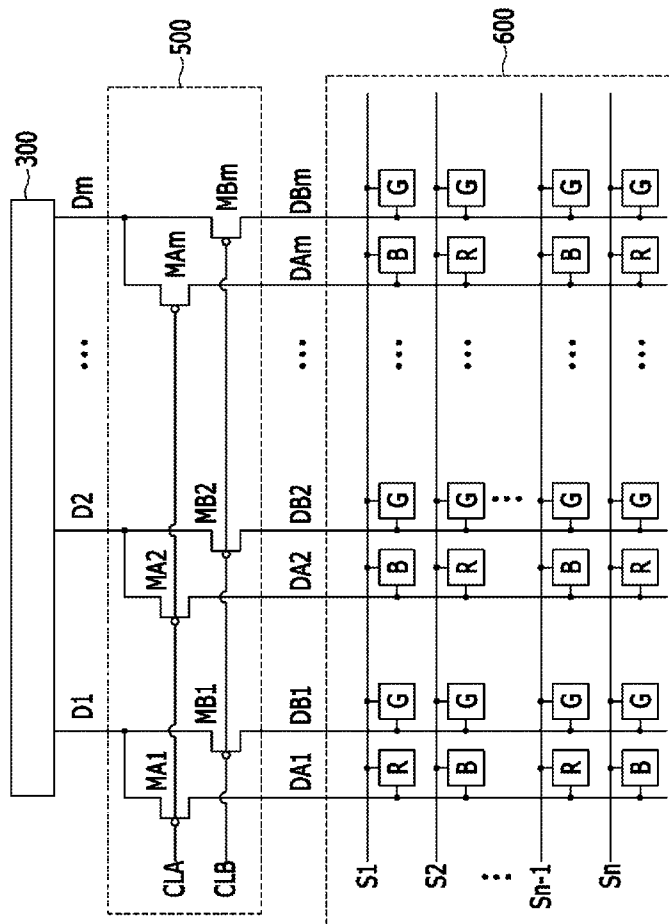 300
D1 D2 ... Dm
500
MA1 MA2 MAm
CLA
MB1 MB2 MBm
CLB
DA1 DB1 DA2 DB2 ... DAm DBm
600
S1
R G B G ... B G
S2
B G R G ... R G
...
Sn-1
R G B G ... B G
Sn
B G R G ... R G